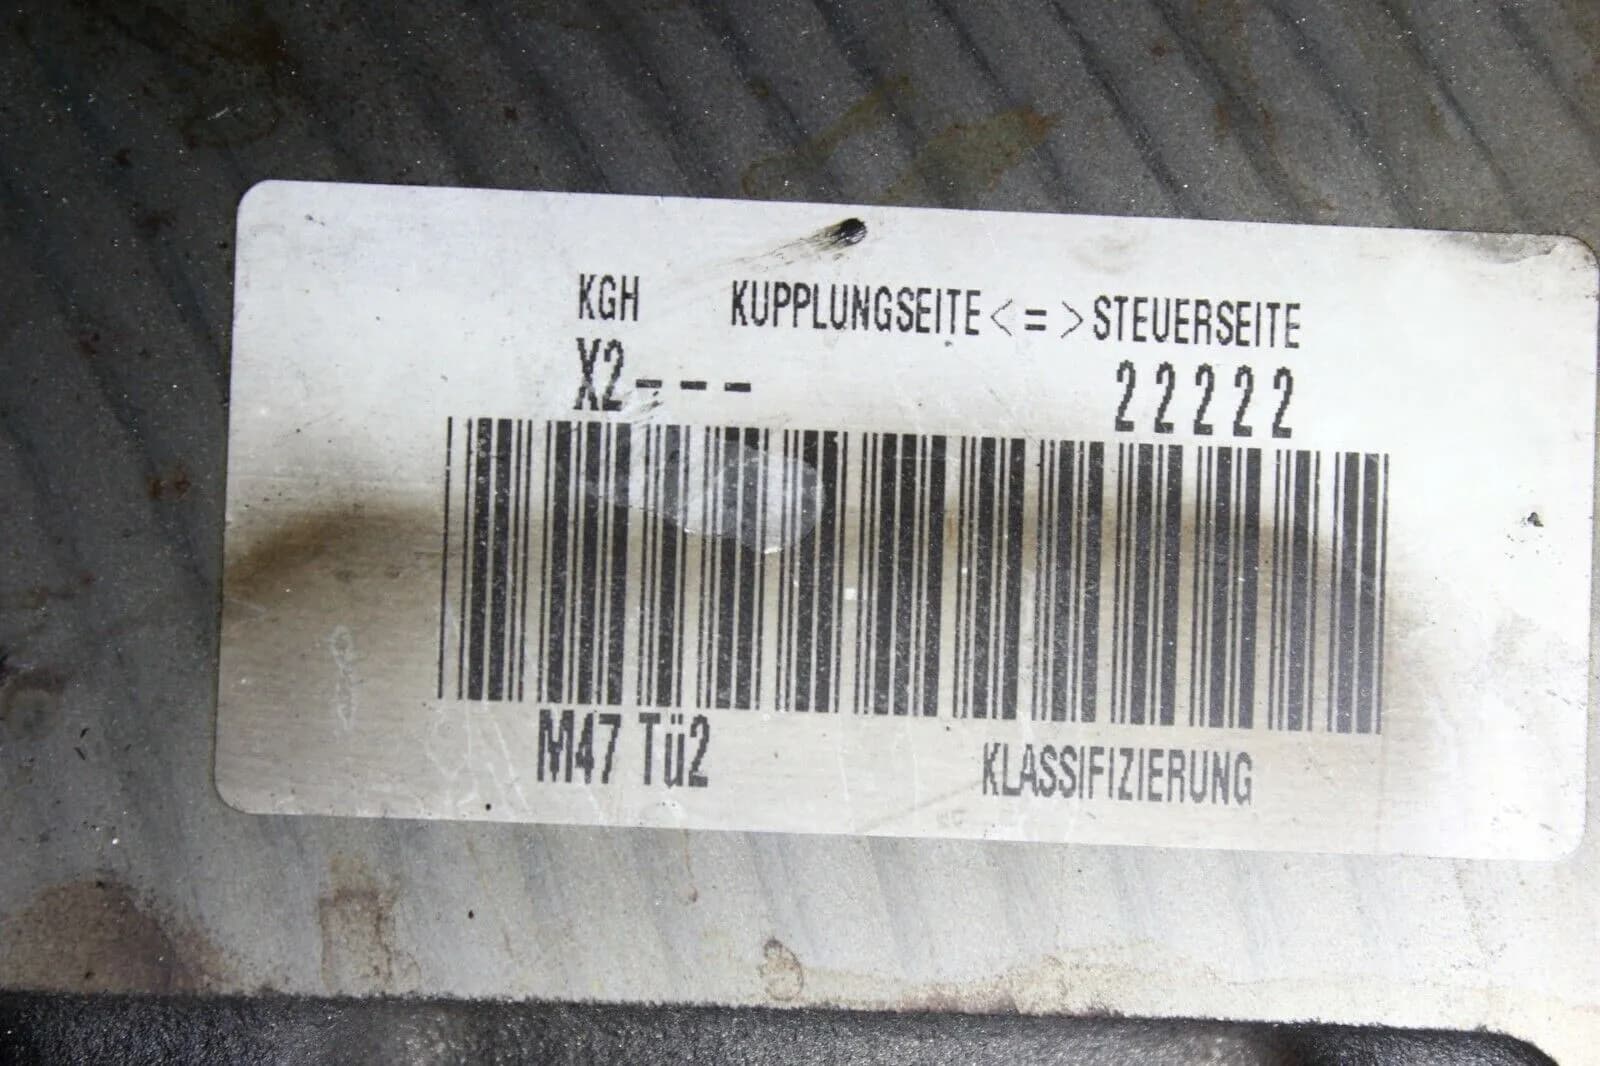 KGH KUPPLUNGSEITE<=>STEUERSEITE
X2--- 22222
M47 Tü2 KLASSIFIZIERUNG